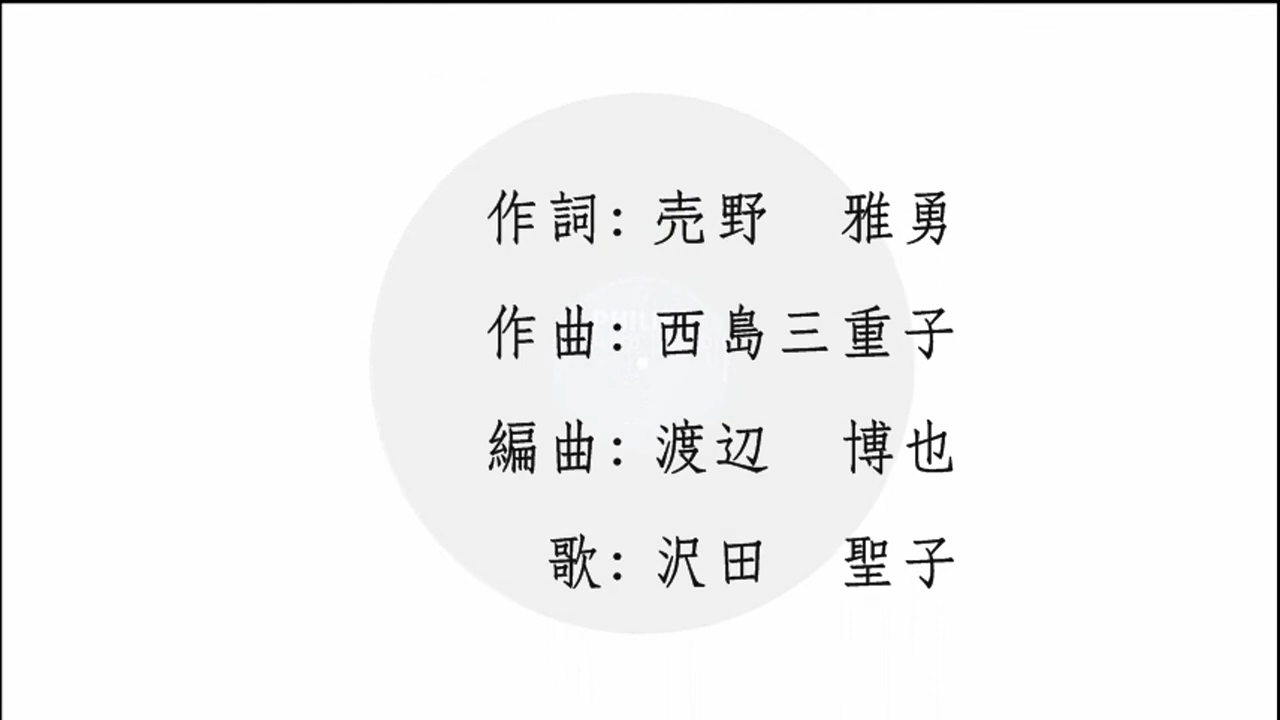 作詞：売野　雅勇
作曲：西島三重子
編曲：渡辺　博也
歌：沢田　聖子